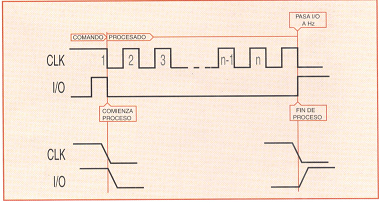 PASA I/O
A Hz
COMANDO PROCESADO
CLK 1 2 3 n-1 n
I/O
COMIENZA
PROCESO
FIN DE
PROCESO
CLK
I/O